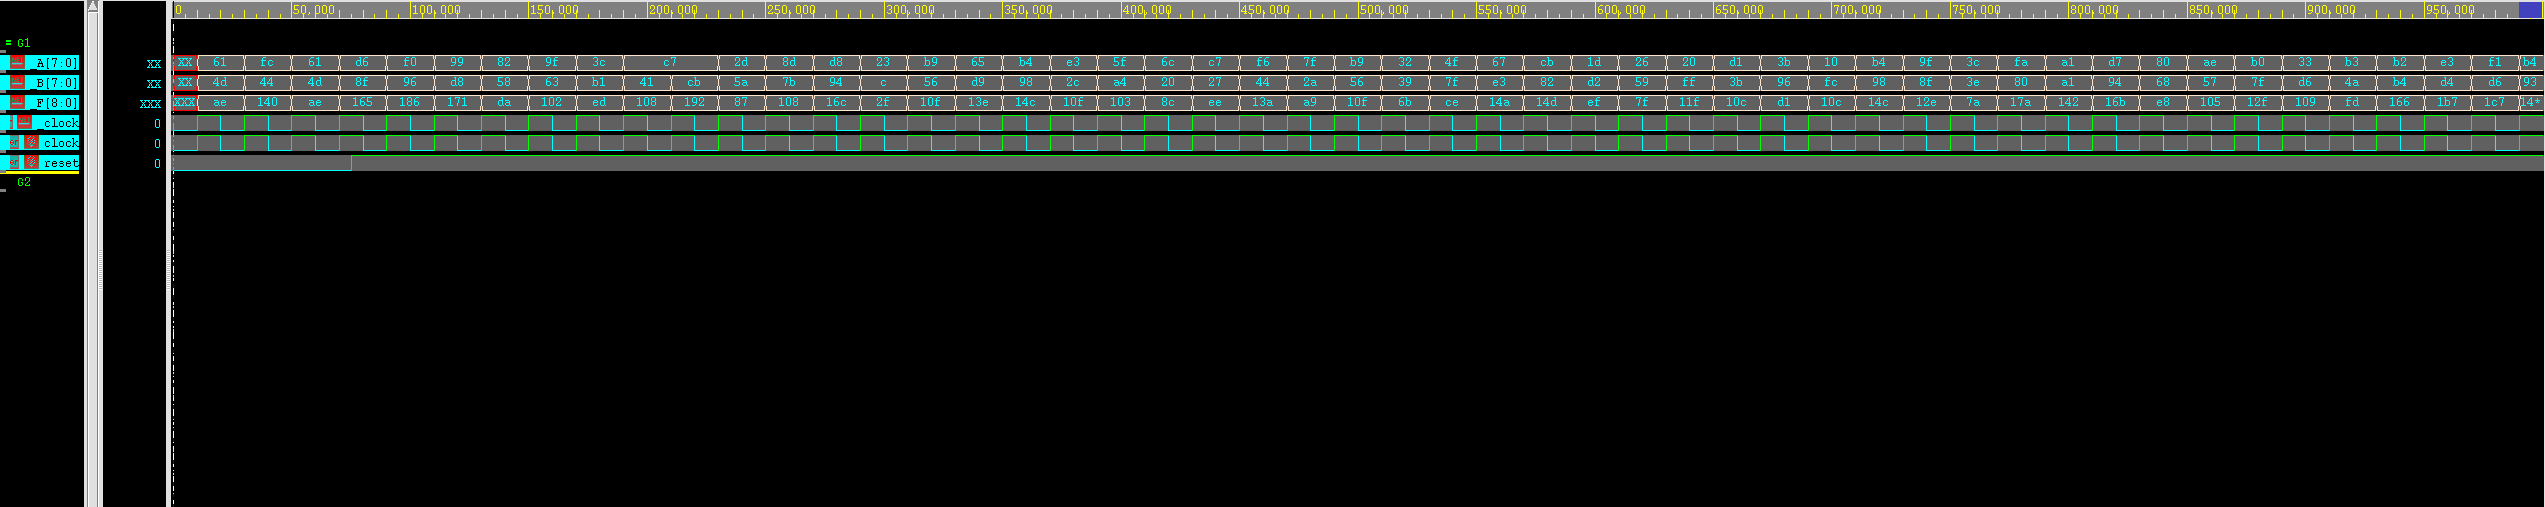 0 50,000 100,000 150,000 200,000 250,000 300,000 350,000 400,000 450,000 500,000 550,000 600,000 650,000 700,000 750,000 800,000 850,000 900,000 950,000
= G1
A[7:0] XX XX 61 fc 61 d6 f0 99 82 9f 3c c7 2d 8d d8 23 b9 65 b4 e3 5f 6c c7 f6 7f b9 32 4f 67 cb 1d 26 20 d1 3b 10 b4 9f 3c fa a1 d7 80 ae b0 33 b3 b2 e3 f1 b4
B[7:0] XX XX 4d 44 4d 8f 96 d8 58 63 b1 41 cb 5a 7b 94 c 56 d9 98 2c a4 20 27 44 2a 56 39 7f e3 82 d2 59 ff 3b 96 fc 98 8f 3e 80 a1 94 68 57 7f d6 4a b4 d4 d6 93
F[8:0] XXX XXX ae 140 ae 165 186 171 da 102 ed 108 192 87 108 16c 2f 10f 13e 14c 10f 103 8c ee 13a a9 10f 6b ce 14a 14d ef 7f 11f 10c d1 10c 14c 12e 7a 17a 142 16b e8 105 12f 109 fd 166 1b7 1c7 14*
_clock 0
clock 0
reset 0
G2